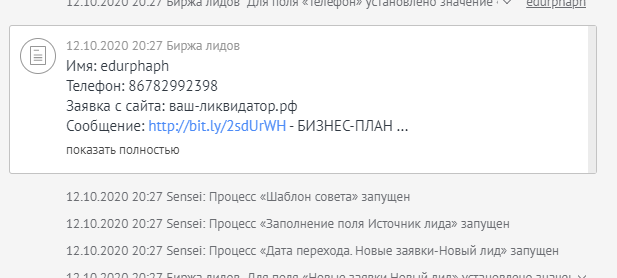 12.10.2020 20:27 Биржа лидов Для поля «Телефон» установлено значение · edurphaph
12.10.2020 20:27 Биржа лидов
Имя: edurphaph
Телефон: 86782992398
Заявка с сайта: ваш-ликвидатор.рф
Сообщение: http://bit.ly/2sdUrWH - БИЗНЕС-ПЛАН ...
показать полностью
12.10.2020 20:27 Sensei: Процесс «Шаблон совета» запущен
12.10.2020 20:27 Sensei: Процесс «Заполнение поля Источник лида» запущен
12.10.2020 20:27 Sensei: Процесс «Дата перехода. Новые заявки-Новый лид» запущен
12.10.2020 20:27 Биржа лидов Для поля «Новые заявки Новый лид» установлено значен